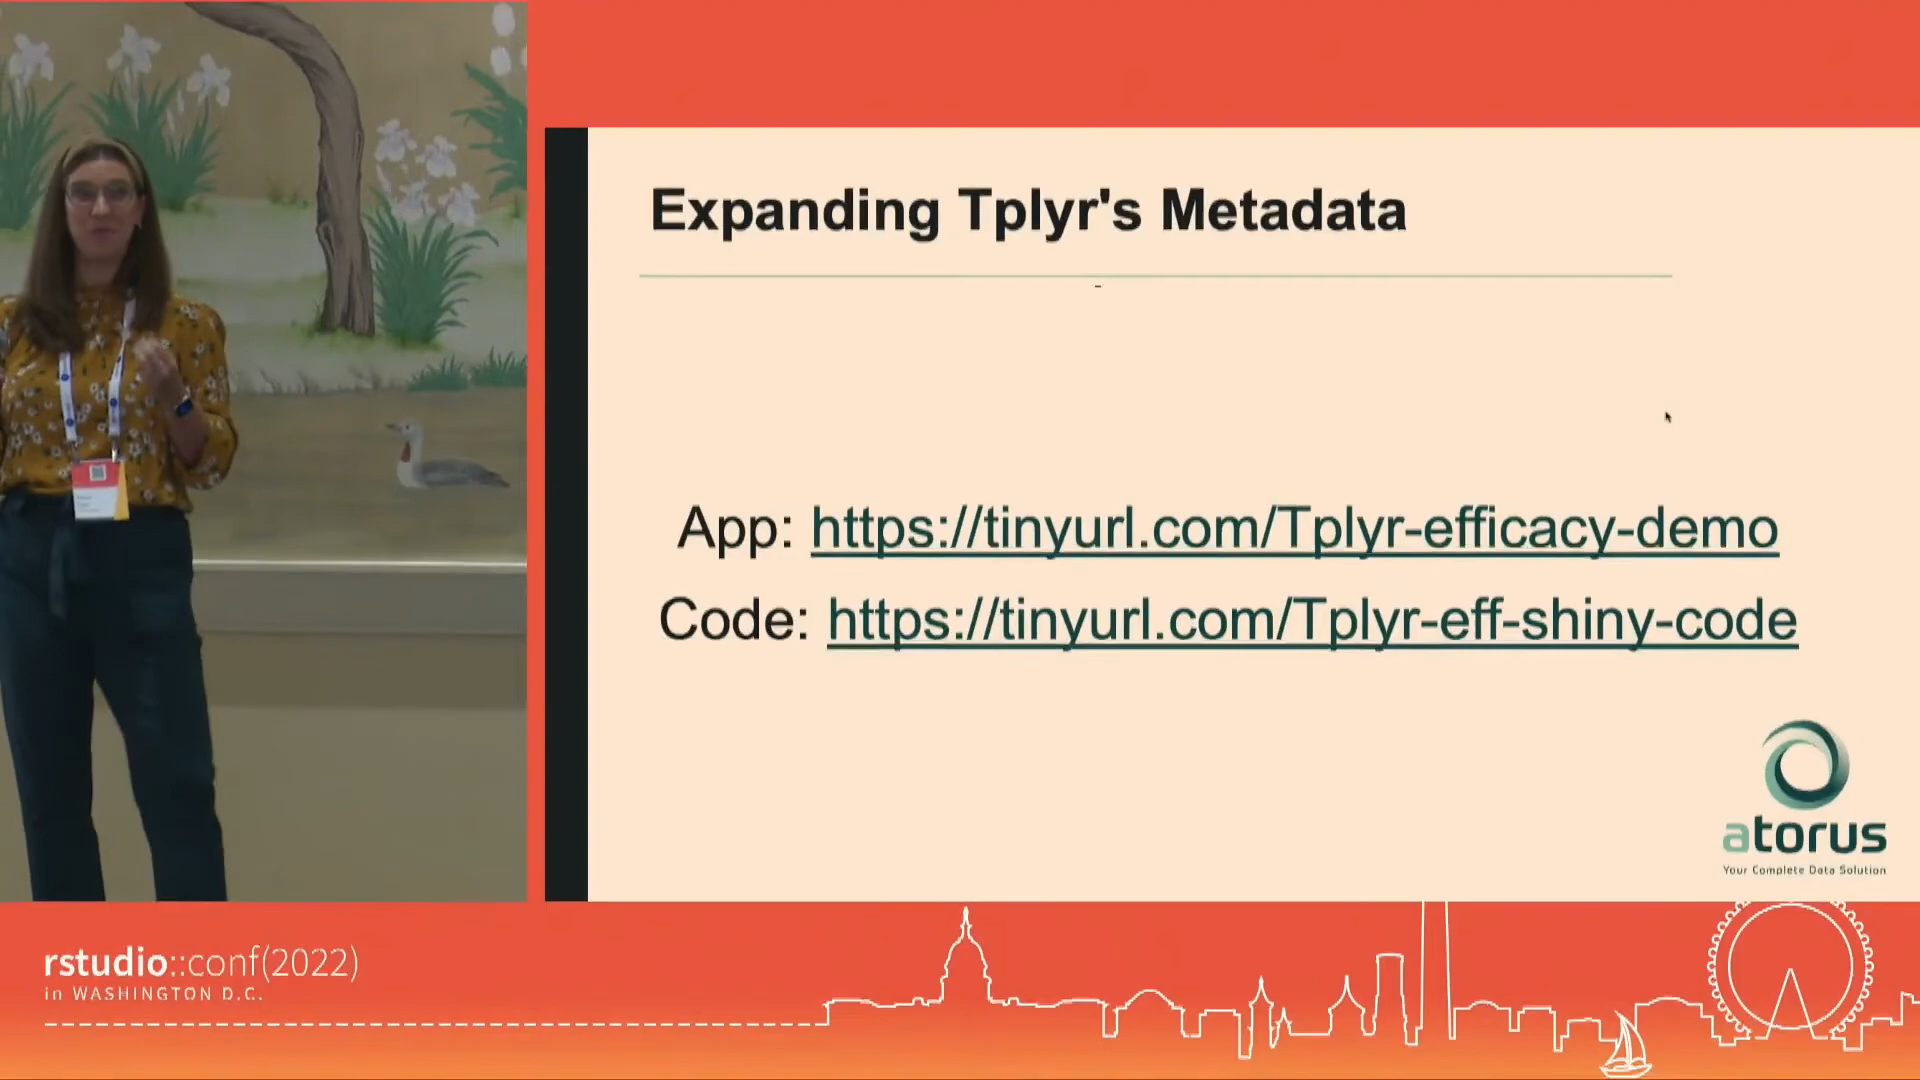 Expanding Tplyr's Metadata
App: https://tinyurl.com/Tplyr-efficacy-demo
Code: https://tinyurl.com/Tplyr-eff-shiny-code
atorus
Your Complete Data Solution
rstudio::conf(2022)
in WASHINGTON D.C.